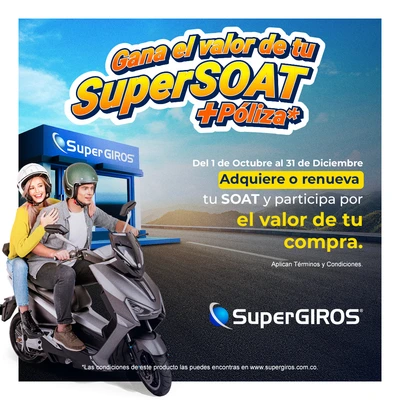 Gana el valor de tu
SuperSOAT
+Póliza*
SuperGIROS
Del 1 de Octubre al 31 de Diciembre
Adquiere o renueva
tu SOAT y participa por
el valor de tu
compra.
Aplican Términos y Condiciones.
SuperGIROS®
*Las condiciones de este producto las puedes encontras en www.supergiros.com.co.